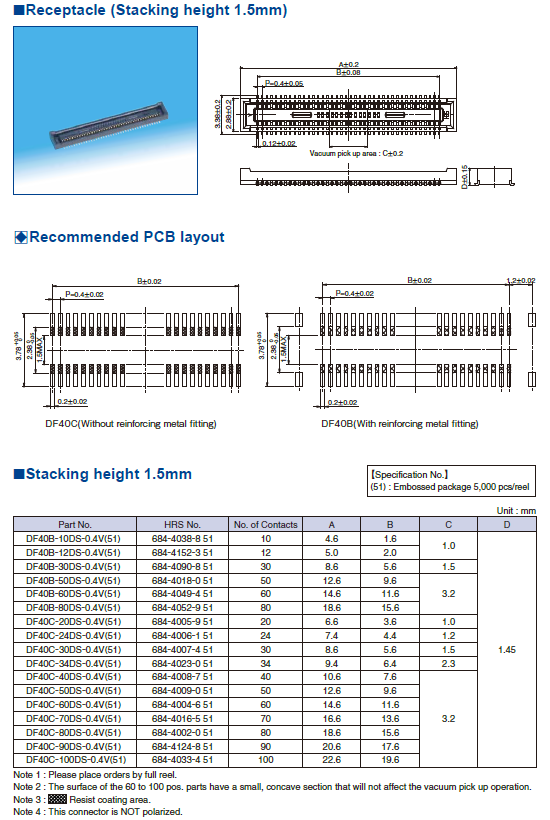 ■Receptacle (Stacking height 1.5mm)
A±0.2
B±0.08
P=0.4±0.05
3.38±0.2
2.88±0.2
0.12±0.02
Vacuum pick up area : C±0.2
D±0.15
◆Recommended PCB layout
B±0.02
P=0.4±0.02
3.78 +0.05 0
2.38 0 -0.05
1.5MAX
0.2±0.02
DF40C(Without reinforcing metal fitting)
B±0.02
1.2±0.02
P=0.4±0.02
3.78 +0.05 0
2.38 0 -0.05
1.5MAX
0.2±0.02
DF40B(With reinforcing metal fitting)
■Stacking height 1.5mm
【Specification No.】
(51) : Embossed package 5,000 pcs/reel
Unit : mm
Part No. HRS No. No. of Contacts A B C D
DF40B-10DS-0.4V(51) 684-4038-8 51 10 4.6 1.6 1.0 1.45
DF40B-12DS-0.4V(51) 684-4152-3 51 12 5.0 2.0
DF40B-30DS-0.4V(51) 684-4090-8 51 30 8.6 5.6 1.5
DF40B-50DS-0.4V(51) 684-4018-0 51 50 12.6 9.6 3.2
DF40B-60DS-0.4V(51) 684-4049-4 51 60 14.6 11.6
DF40B-80DS-0.4V(51) 684-4052-9 51 80 18.6 15.6
DF40C-20DS-0.4V(51) 684-4005-9 51 20 6.6 3.6 1.0
DF40C-24DS-0.4V(51) 684-4006-1 51 24 7.4 4.4 1.2
DF40C-30DS-0.4V(51) 684-4007-4 51 30 8.6 5.6 1.5
DF40C-34DS-0.4V(51) 684-4023-0 51 34 9.4 6.4 2.3
DF40C-40DS-0.4V(51) 684-4008-7 51 40 10.6 7.6 3.2
DF40C-50DS-0.4V(51) 684-4009-0 51 50 12.6 9.6
DF40C-60DS-0.4V(51) 684-4004-6 51 60 14.6 11.6
DF40C-70DS-0.4V(51) 684-4016-5 51 70 16.6 13.6
DF40C-80DS-0.4V(51) 684-4002-0 51 80 18.6 15.6
DF40C-90DS-0.4V(51) 684-4124-8 51 90 20.6 17.6
DF40C-100DS-0.4V(51) 684-4033-4 51 100 22.6 19.6
Note 1 : Please place orders by full reel.
Note 2 : The surface of the 60 to 100 pos. parts have a small, concave section that will not affect the vacuum pick up operation.
Note 3 : Resist coating area.
Note 4 : This connector is NOT polarized.